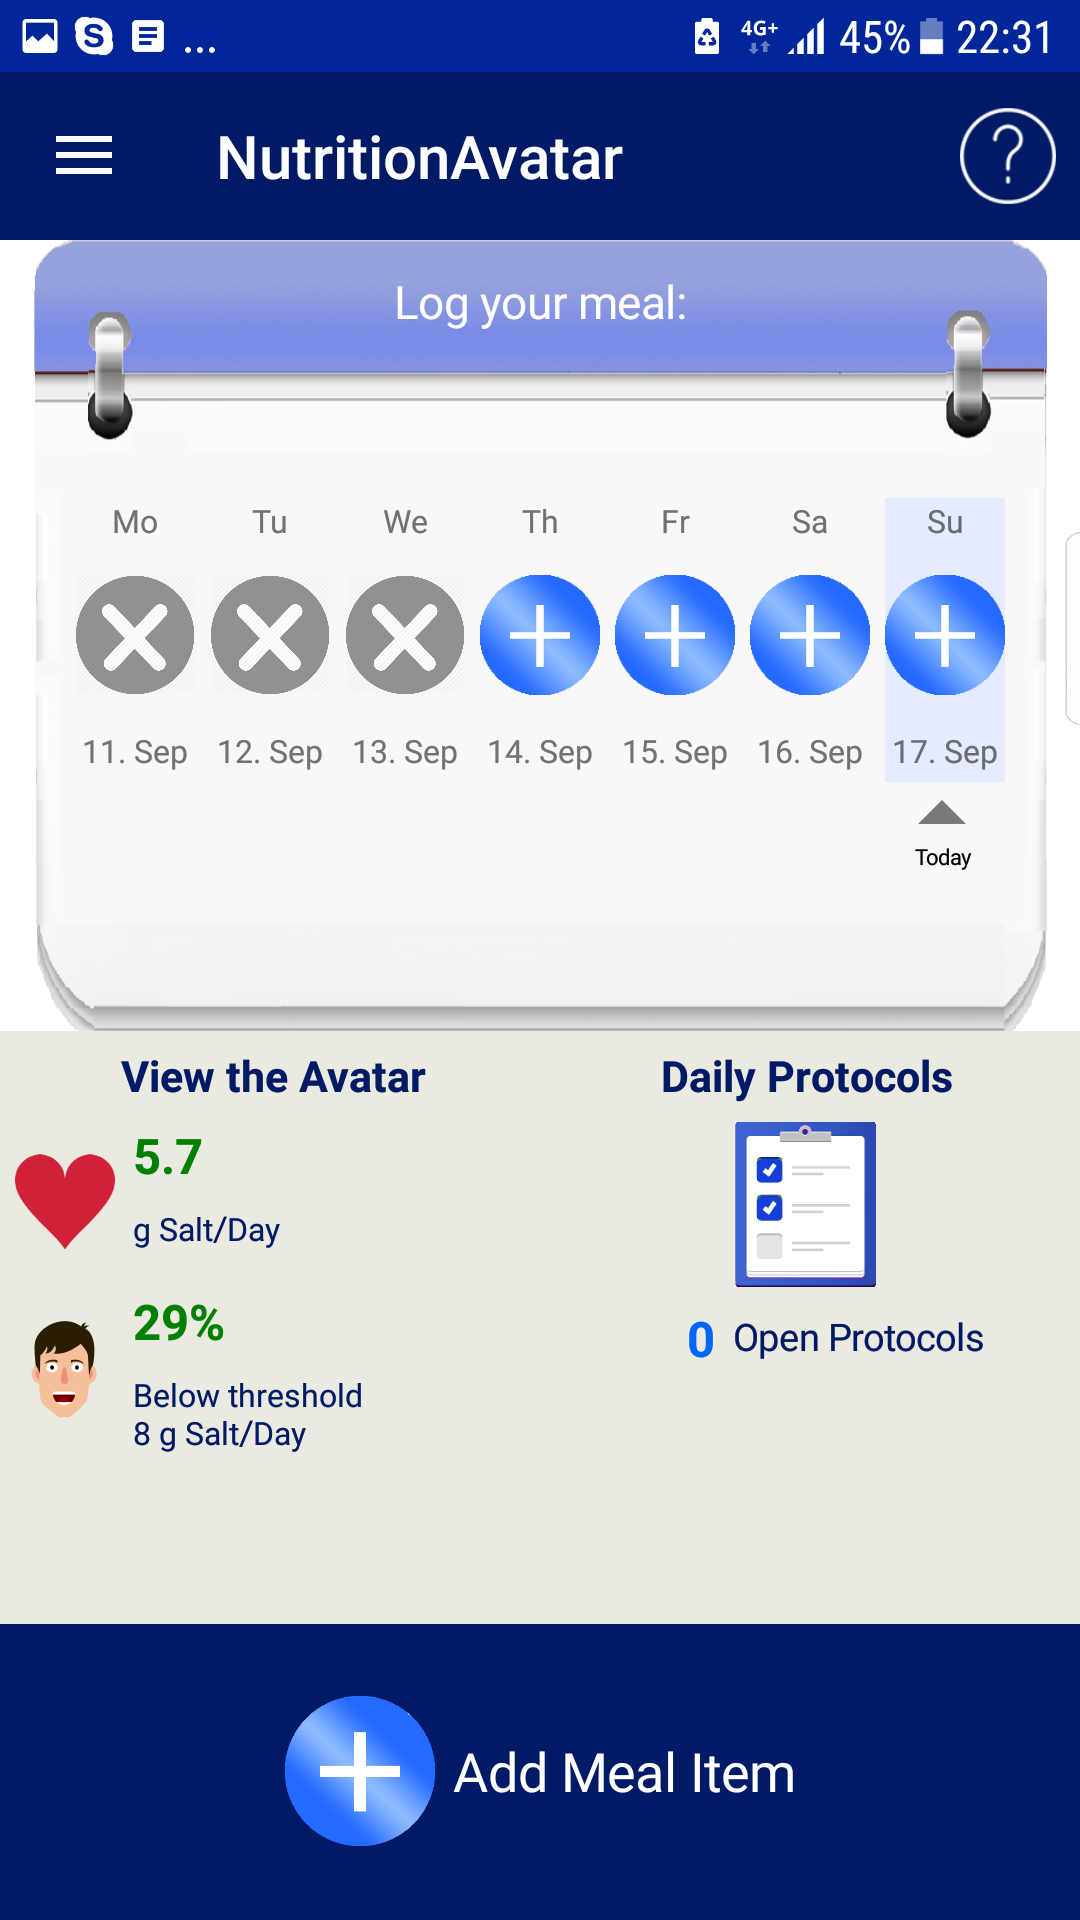 ... 4G+ 45% 22:31
NutritionAvatar ?
Log your meal:
Mo Tu We Th Fr Sa Su
11. Sep 12. Sep 13. Sep 14. Sep 15. Sep 16. Sep 17. Sep
Today
View the Avatar
5.7
g Salt/Day
29%
Below threshold
8 g Salt/Day
Daily Protocols
0 Open Protocols
Add Meal Item